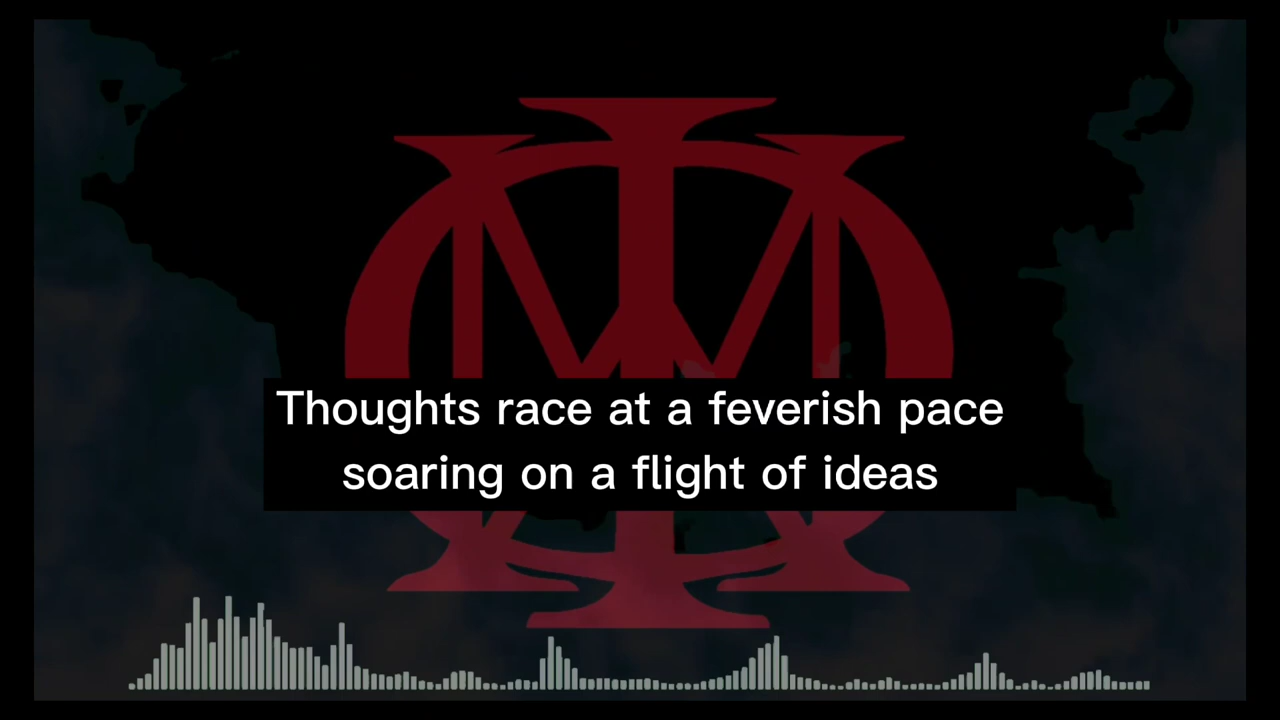 Thoughts race at a feverish pace
soaring on a flight of ideas